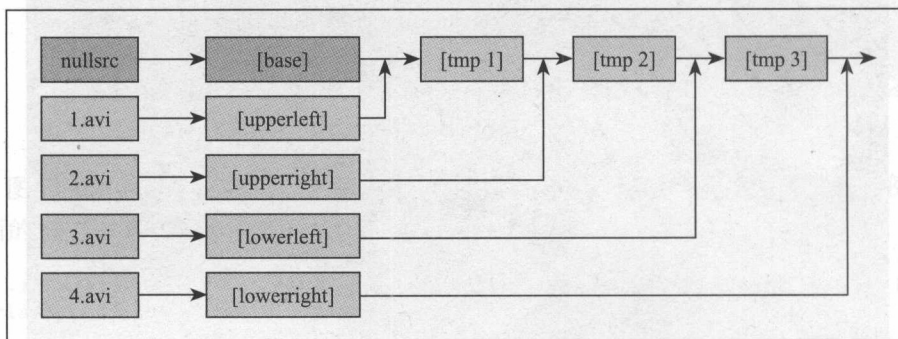 nullsrc [base] [tmp 1] [tmp 2] [tmp 3]
1.avi [upperleft]
2.avi [upperright]
3.avi [lowerleft]
4.avi [lowerright]